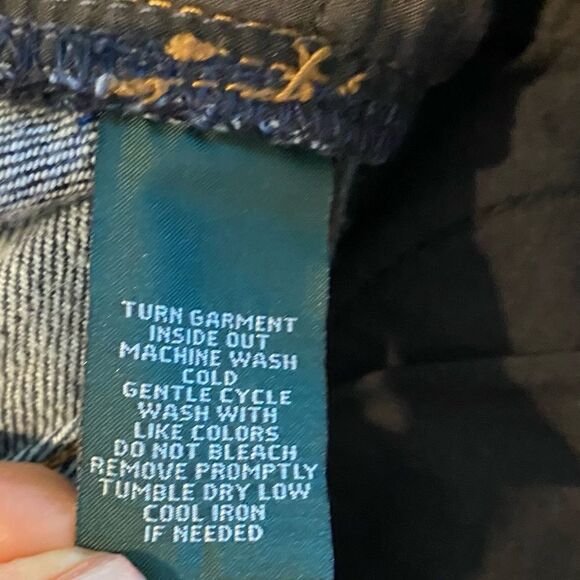 TURN GARMENT
INSIDE OUT
MACHINE WASH
COLD
GENTLE CYCLE
WASH WITH
LIKE COLORS
DO NOT BLEACH
REMOVE PROMPTLY
TUMBLE DRY LOW
COOL IRON
IF NEEDED